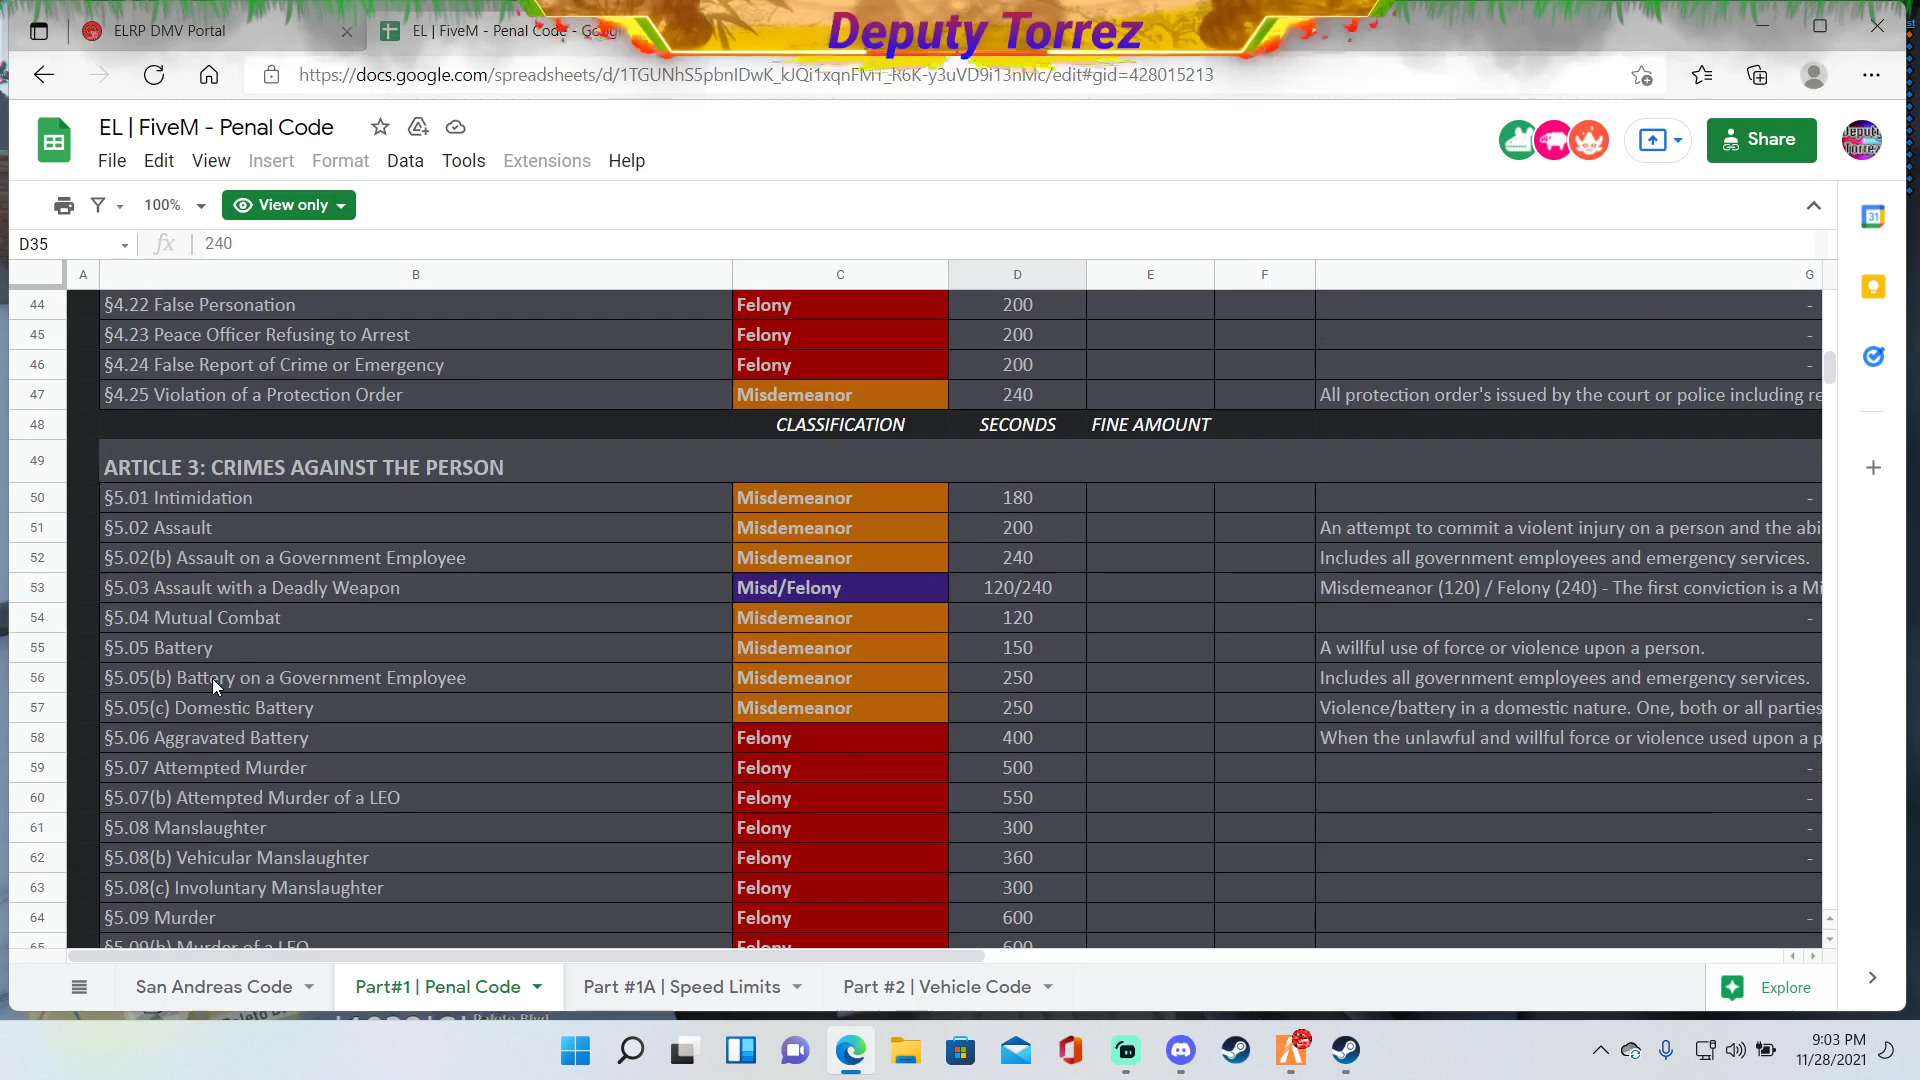 Deputy Torrez
ELRP DMV Portal
EL | FiveM - Penal Code - Google
https://docs.google.com/spreadsheets/d/
EL | FiveM - Penal Code
File Edit View Insert Format Data Tools Extensions Help
Share
100% View only
D35 fx 240
A B C D E F G
44 §4.22 False Personation Felony 200 -
45 §4.23 Peace Officer Refusing to Arrest Felony 200 -
46 §4.24 False Report of Crime or Emergency Felony 200 -
47 §4.25 Violation of a Protection Order Misdemeanor 240 All protection order's issued by the court or police including re
48 CLASSIFICATION SECONDS FINE AMOUNT
49 ARTICLE 3: CRIMES AGAINST THE PERSON
50 §5.01 Intimidation Misdemeanor 180 -
51 §5.02 Assault Misdemeanor 200 An attempt to commit a violent injury on a person and the abi
52 §5.02(b) Assault on a Government Employee Misdemeanor 240 Includes all government employees and emergency services.
53 §5.03 Assault with a Deadly Weapon Misd/Felony 120/240 Misdemeanor (120) / Felony (240) - The first conviction is a Mi
54 §5.04 Mutual Combat Misdemeanor 120 -
55 §5.05 Battery Misdemeanor 150 A willful use of force or violence upon a person.
56 §5.05(b) Battery on a Government Employee Misdemeanor 250 Includes all government employees and emergency services.
57 §5.05(c) Domestic Battery Misdemeanor 250 Violence/battery in a domestic nature. One, both or all parties
58 §5.06 Aggravated Battery Felony 400 When the unlawful and willful force or violence used upon a p
59 §5.07 Attempted Murder Felony 500 -
60 §5.07(b) Attempted Murder of a LEO Felony 550 -
61 §5.08 Manslaughter Felony 300 -
62 §5.08(b) Vehicular Manslaughter Felony 360 -
63 §5.08(c) Involuntary Manslaughter Felony 300
64 §5.09 Murder Felony 600 -
65 §5.09(b) Murder of a LEO Felony 600
San Andreas Code Part#1 | Penal Code Part #1A | Speed Limits Part #2 | Vehicle Code Explore
9:03 PM
11/28/2021